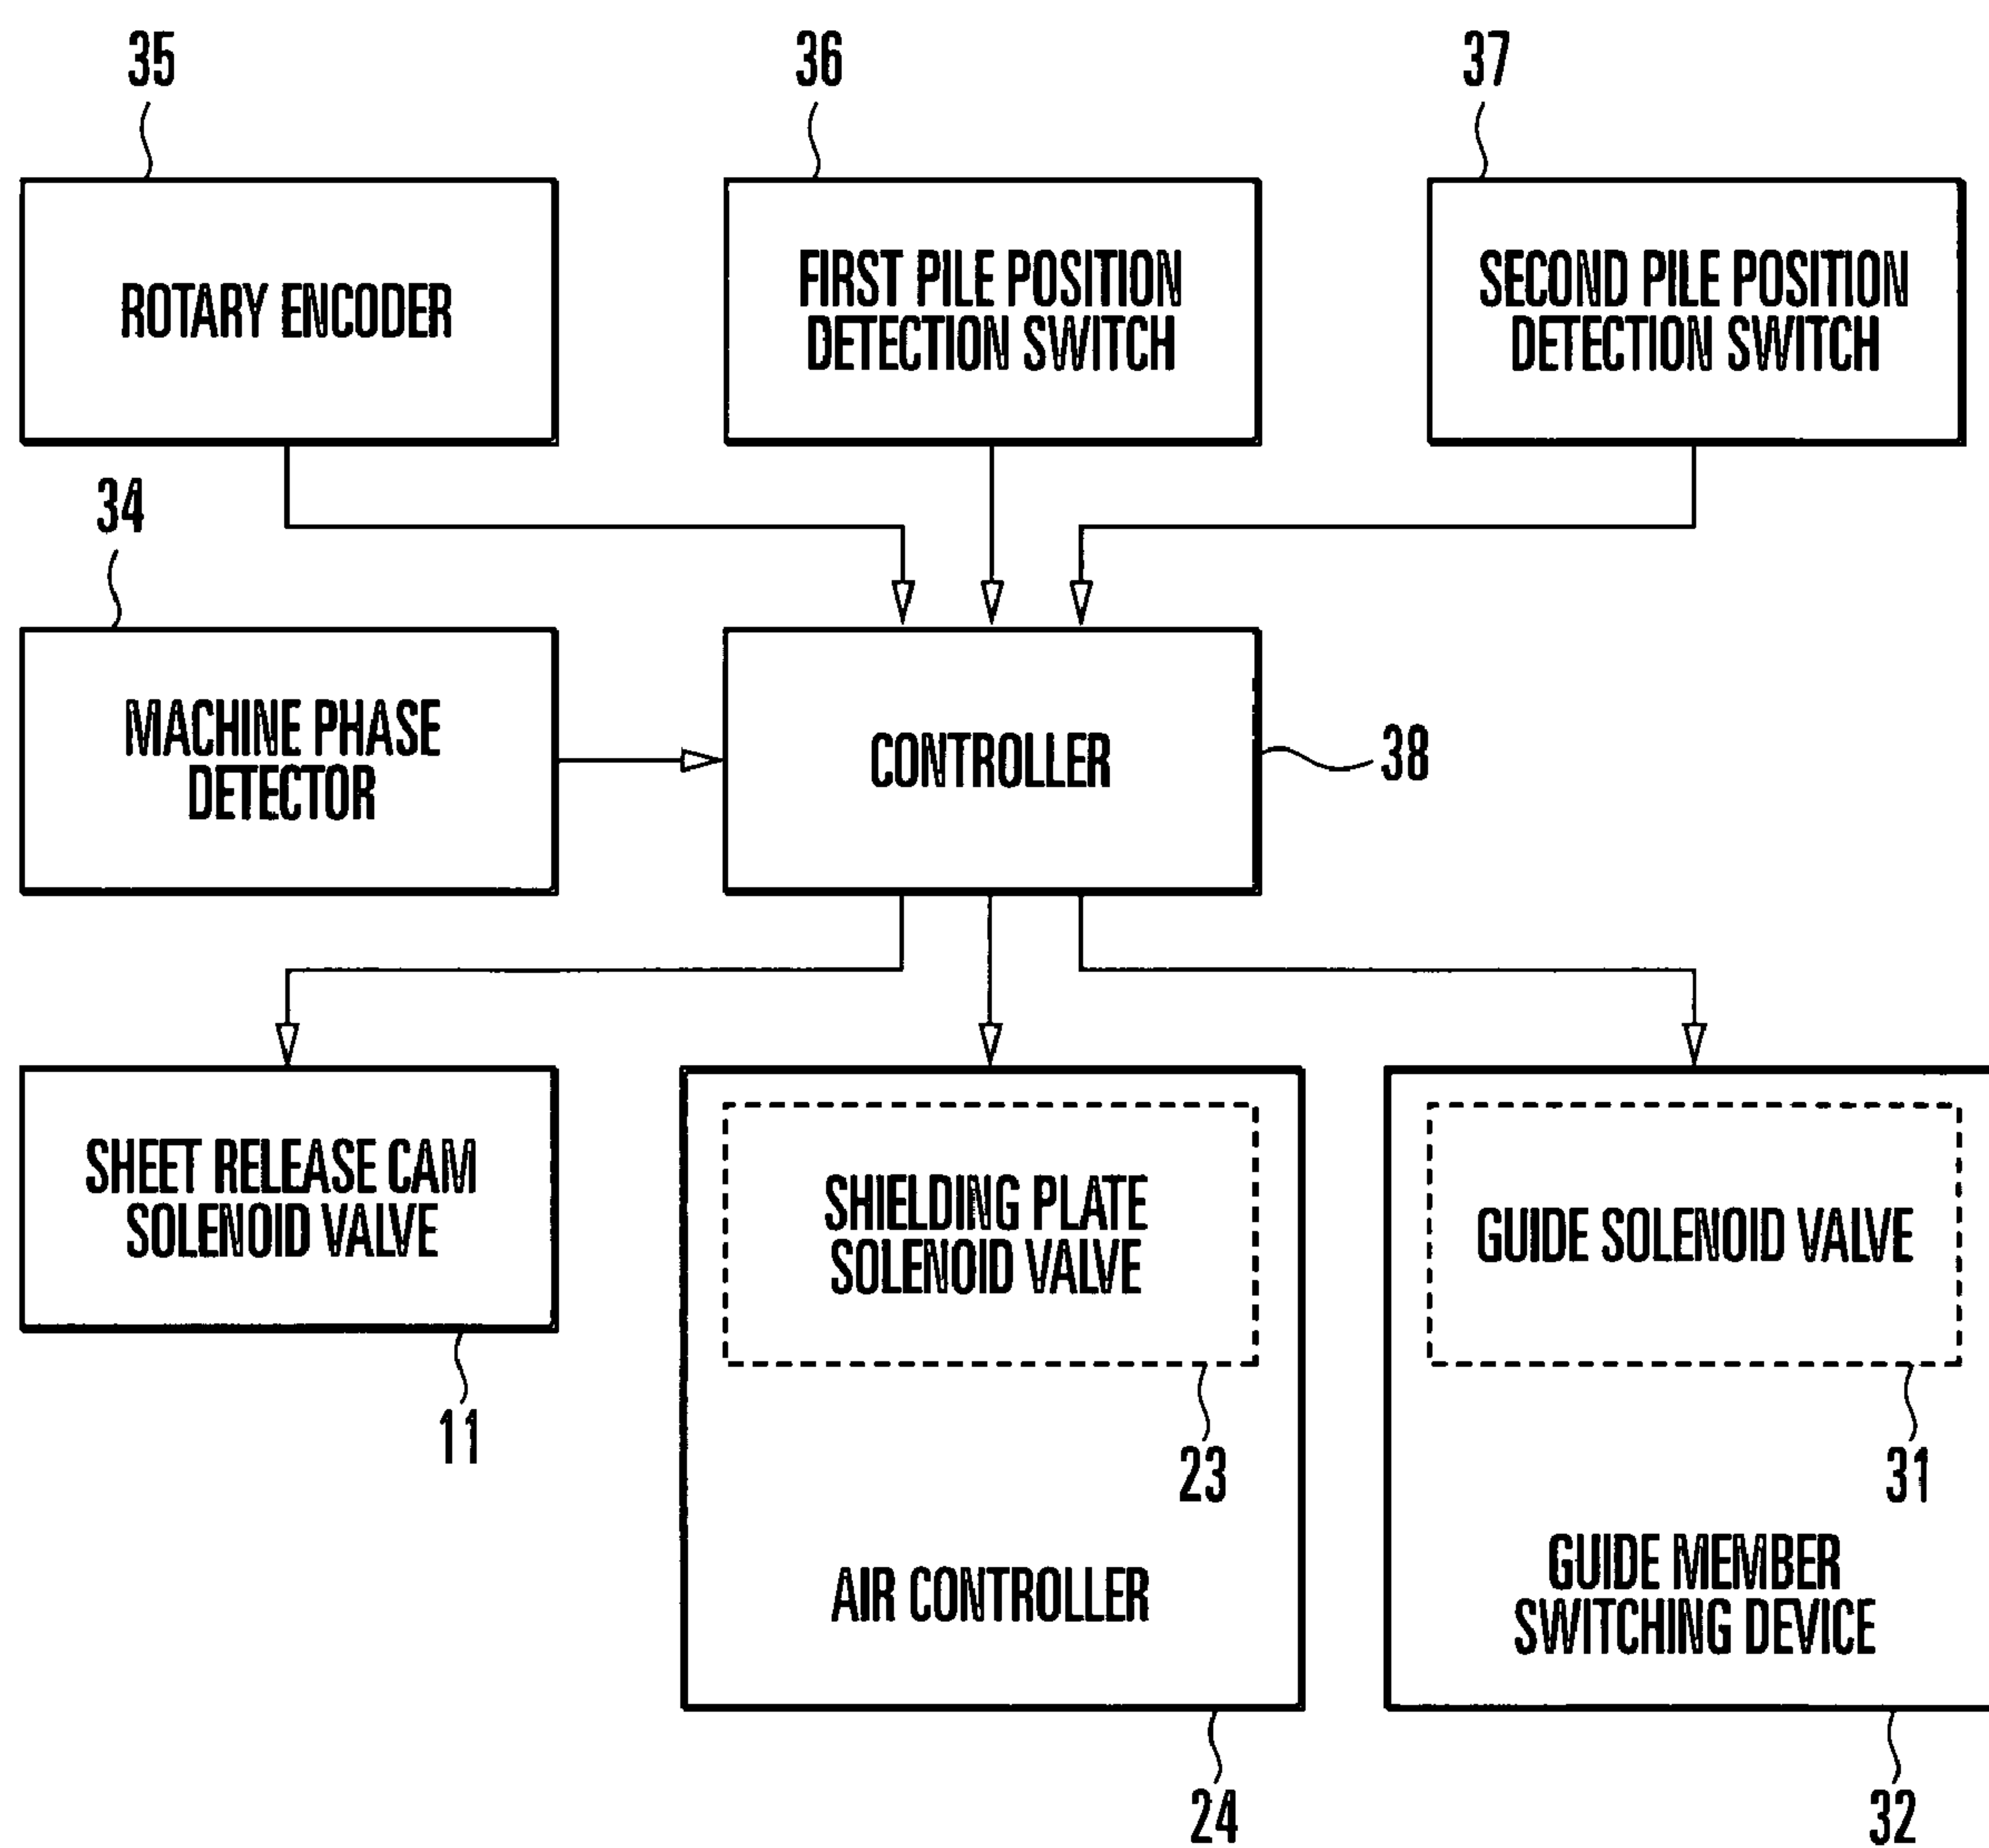 35
36
37
ROTARY ENCODER
FIRST PILE POSITION
DETECTION SWITCH
SECOND PILE POSITION
DETECTION SWITCH
34
MACHINE PHASE
DETECTOR
CONTROLLER
38
SHEET RELEASE CAM
SOLENOID VALVE
11
SHIELDING PLATE
SOLENOID VALVE
23
AIR CONTROLLER
24
GUIDE SOLENOID VALVE
31
GUIDE MEMBER
SWITCHING DEVICE
32